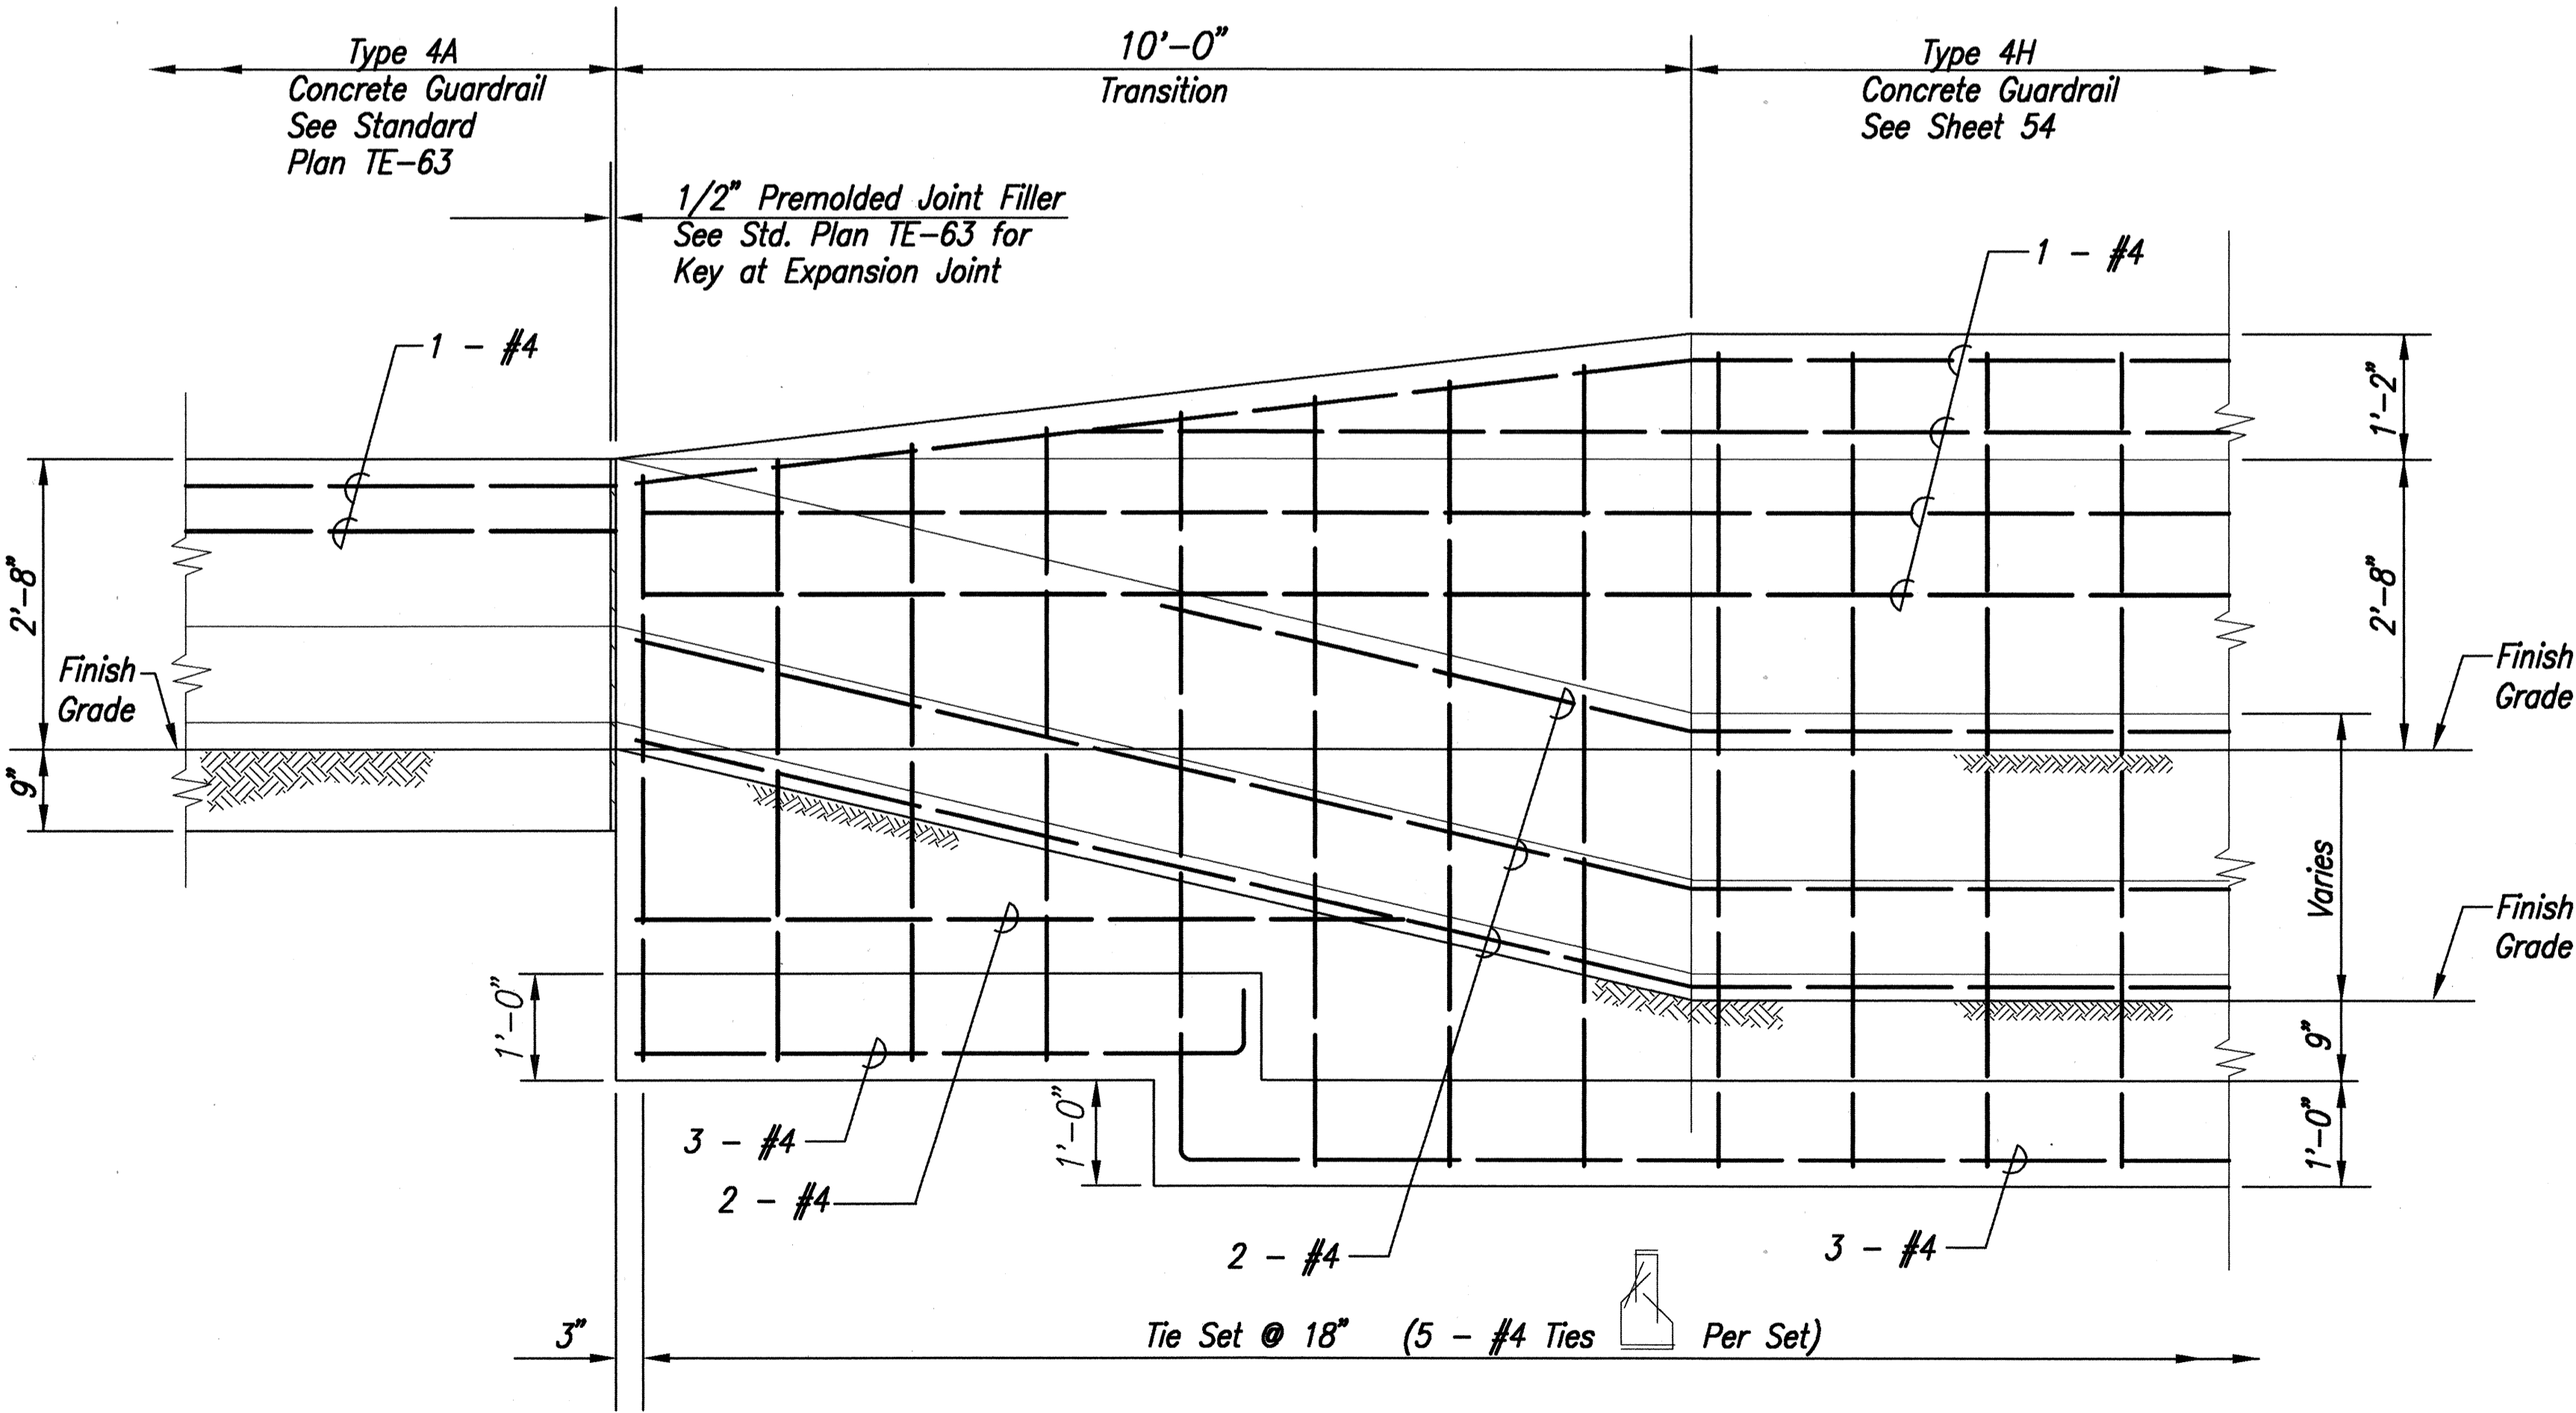 Type 4A
Concrete Guardrail
See Standard
Plan TE-63
10'-0"
Transition
Type 4H
Concrete Guardrail
See Sheet 54
1/2" Premolded Joint Filler
See Std. Plan TE-63 for
Key at Expansion Joint
1 - #4
1 - #4
1'-2"
2'-8"
2'-8"
Finish
Grade
Finish
Grade
9"
Varies
Finish
Grade
1'-0"
9"
1'-0"
1'-0"
3 - #4
2 - #4
2 - #4
3 - #4
3"
Tie Set @ 18" (5 - #4 Ties Per Set)